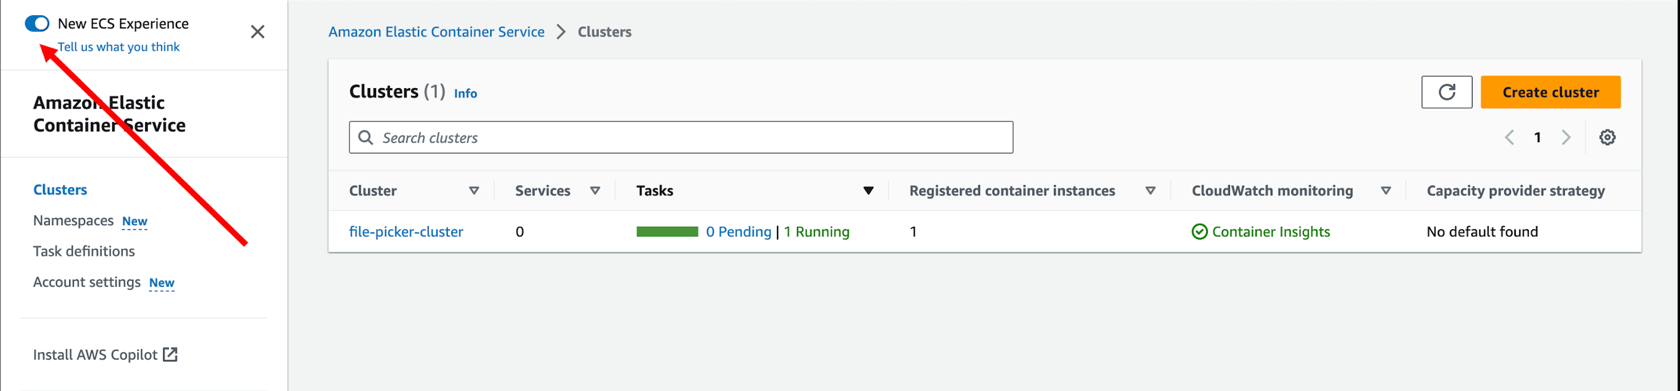 New ECS Experience
Tell us what you think
Amazon Elastic
Container Service
Clusters
Namespaces New
Task definitions
Account settings New
Install AWS Copilot
Amazon Elastic Container Service > Clusters
Clusters (1) Info
Create cluster
Search clusters
1
Cluster Services Tasks Registered container instances CloudWatch monitoring Capacity provider strategy
file-picker-cluster 0 0 Pending | 1 Running 1 Container Insights No default found